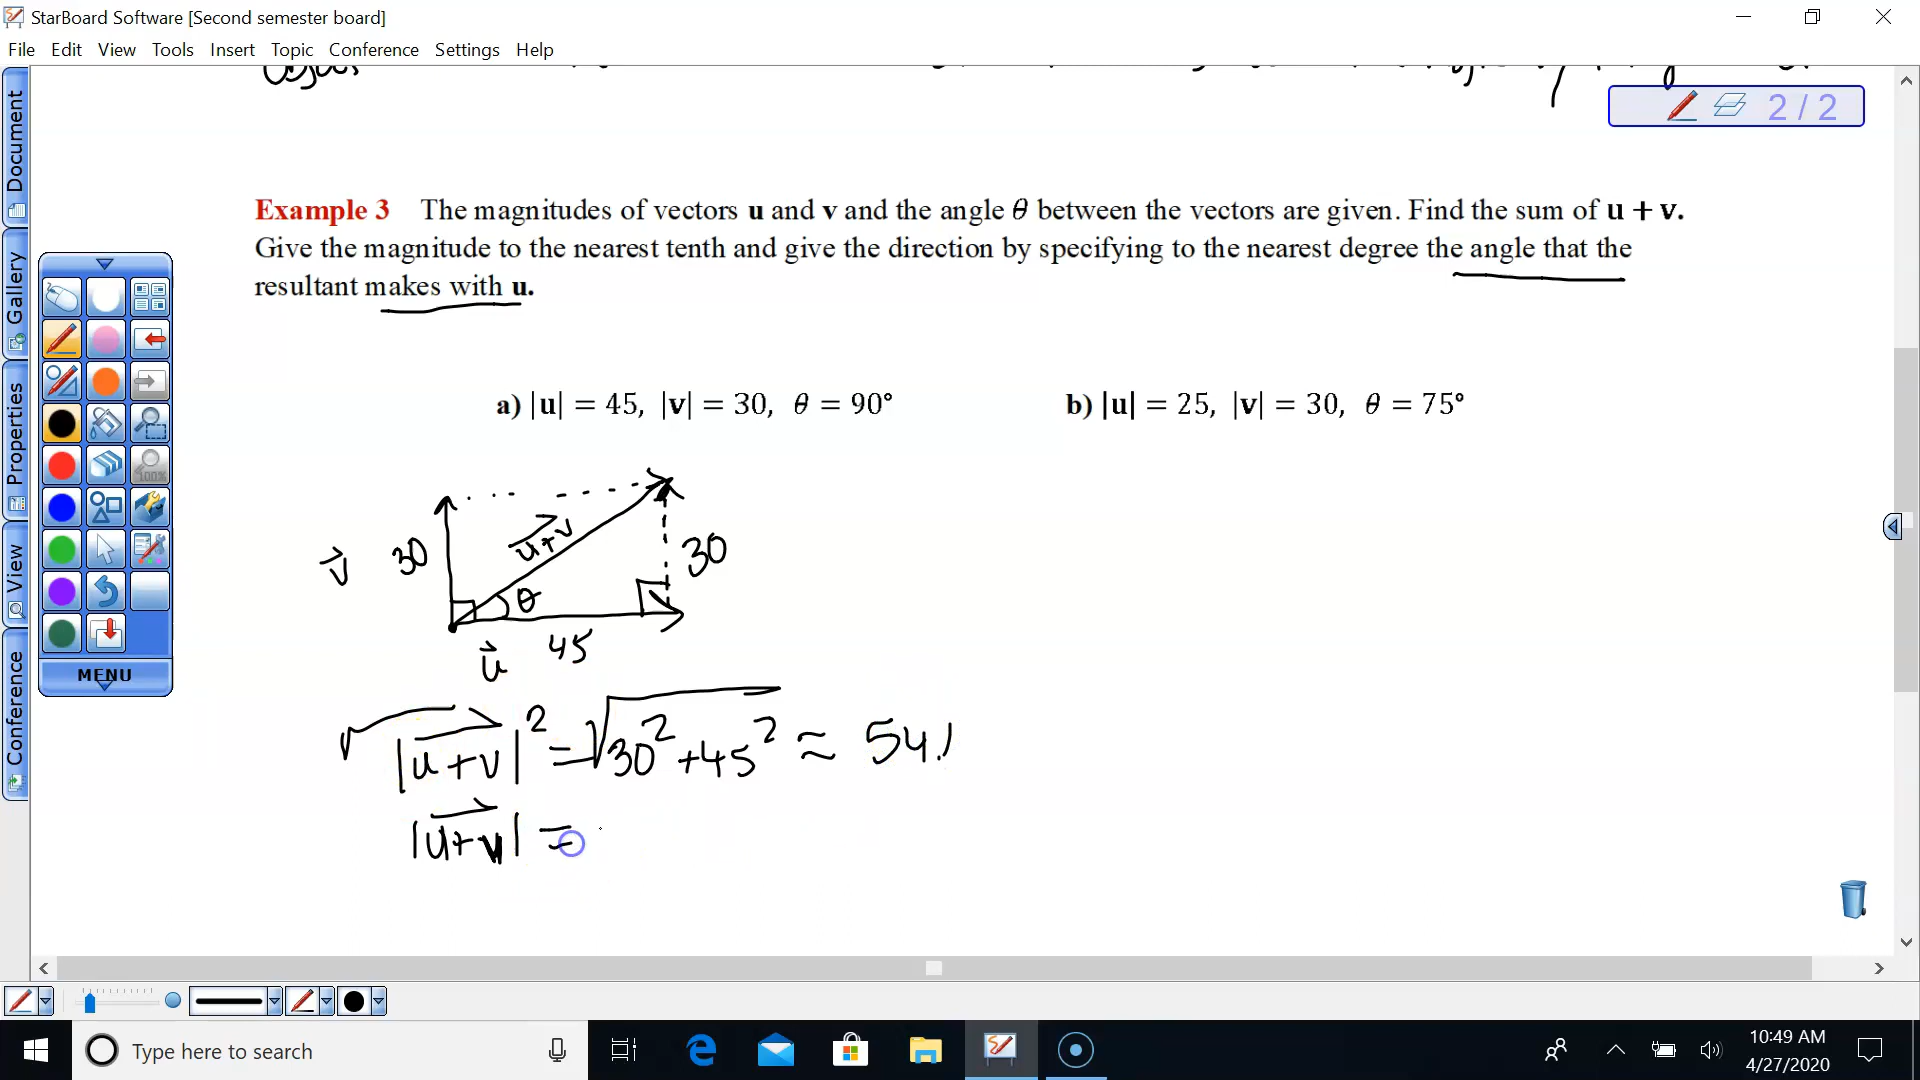 StarBoard Software [Second semester board]
File Edit View Tools Insert Topic Conference Settings Help
2 / 2
Document
Gallery
Properties
View
Conference
MENU
100%
Example 3 The magnitudes of vectors u and v and the angle θ between the vectors are given. Find the sum of u + v.
Give the magnitude to the nearest tenth and give the direction by specifying to the nearest degree the angle that the
resultant makes with u.
a) |u| = 45, |v| = 30, θ = 90°
b) |u| = 25, |v| = 30, θ = 75°
v 30 u+v 30
θ
u 45
√|u+v|² = √30² + 45² ≈ 54.1
|u+v| =
Type here to search
10:49 AM
4/27/2020